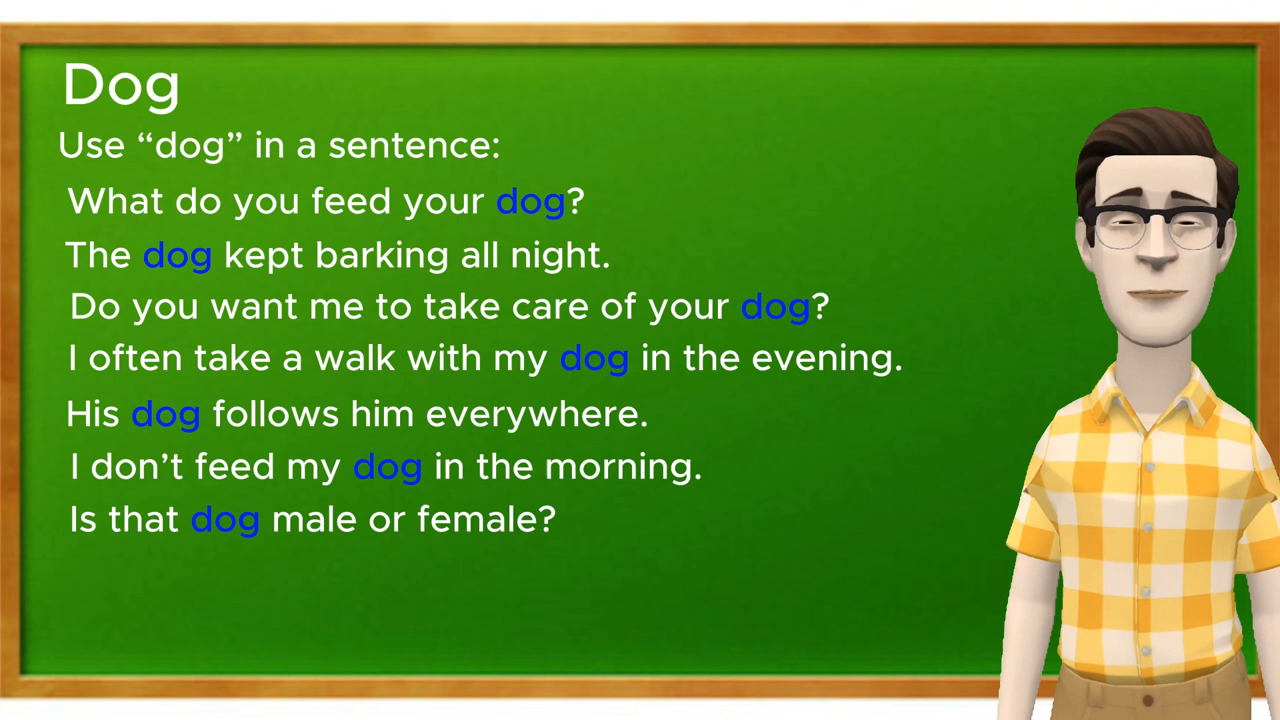 Dog
Use “dog” in a sentence:
What do you feed your dog?
The dog kept barking all night.
Do you want me to take care of your dog?
I often take a walk with my dog in the evening.
His dog follows him everywhere.
I don’t feed my dog in the morning.
Is that dog male or female?